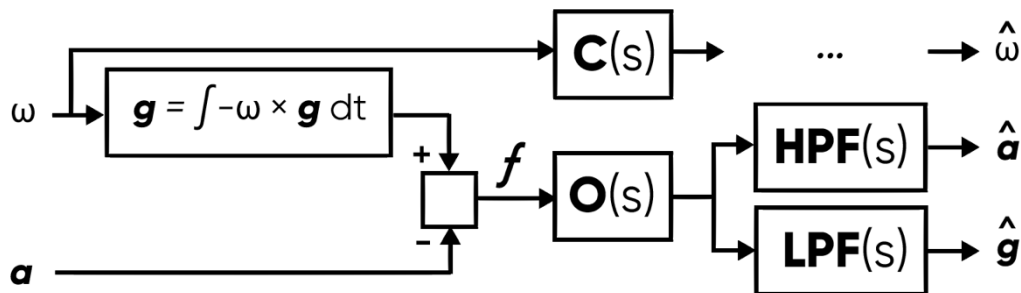 C(s) ... ω̂
ω g = ∫ -ω × g dt
+ f O(s) HPF(s) â
-
a LPF(s) ĝ